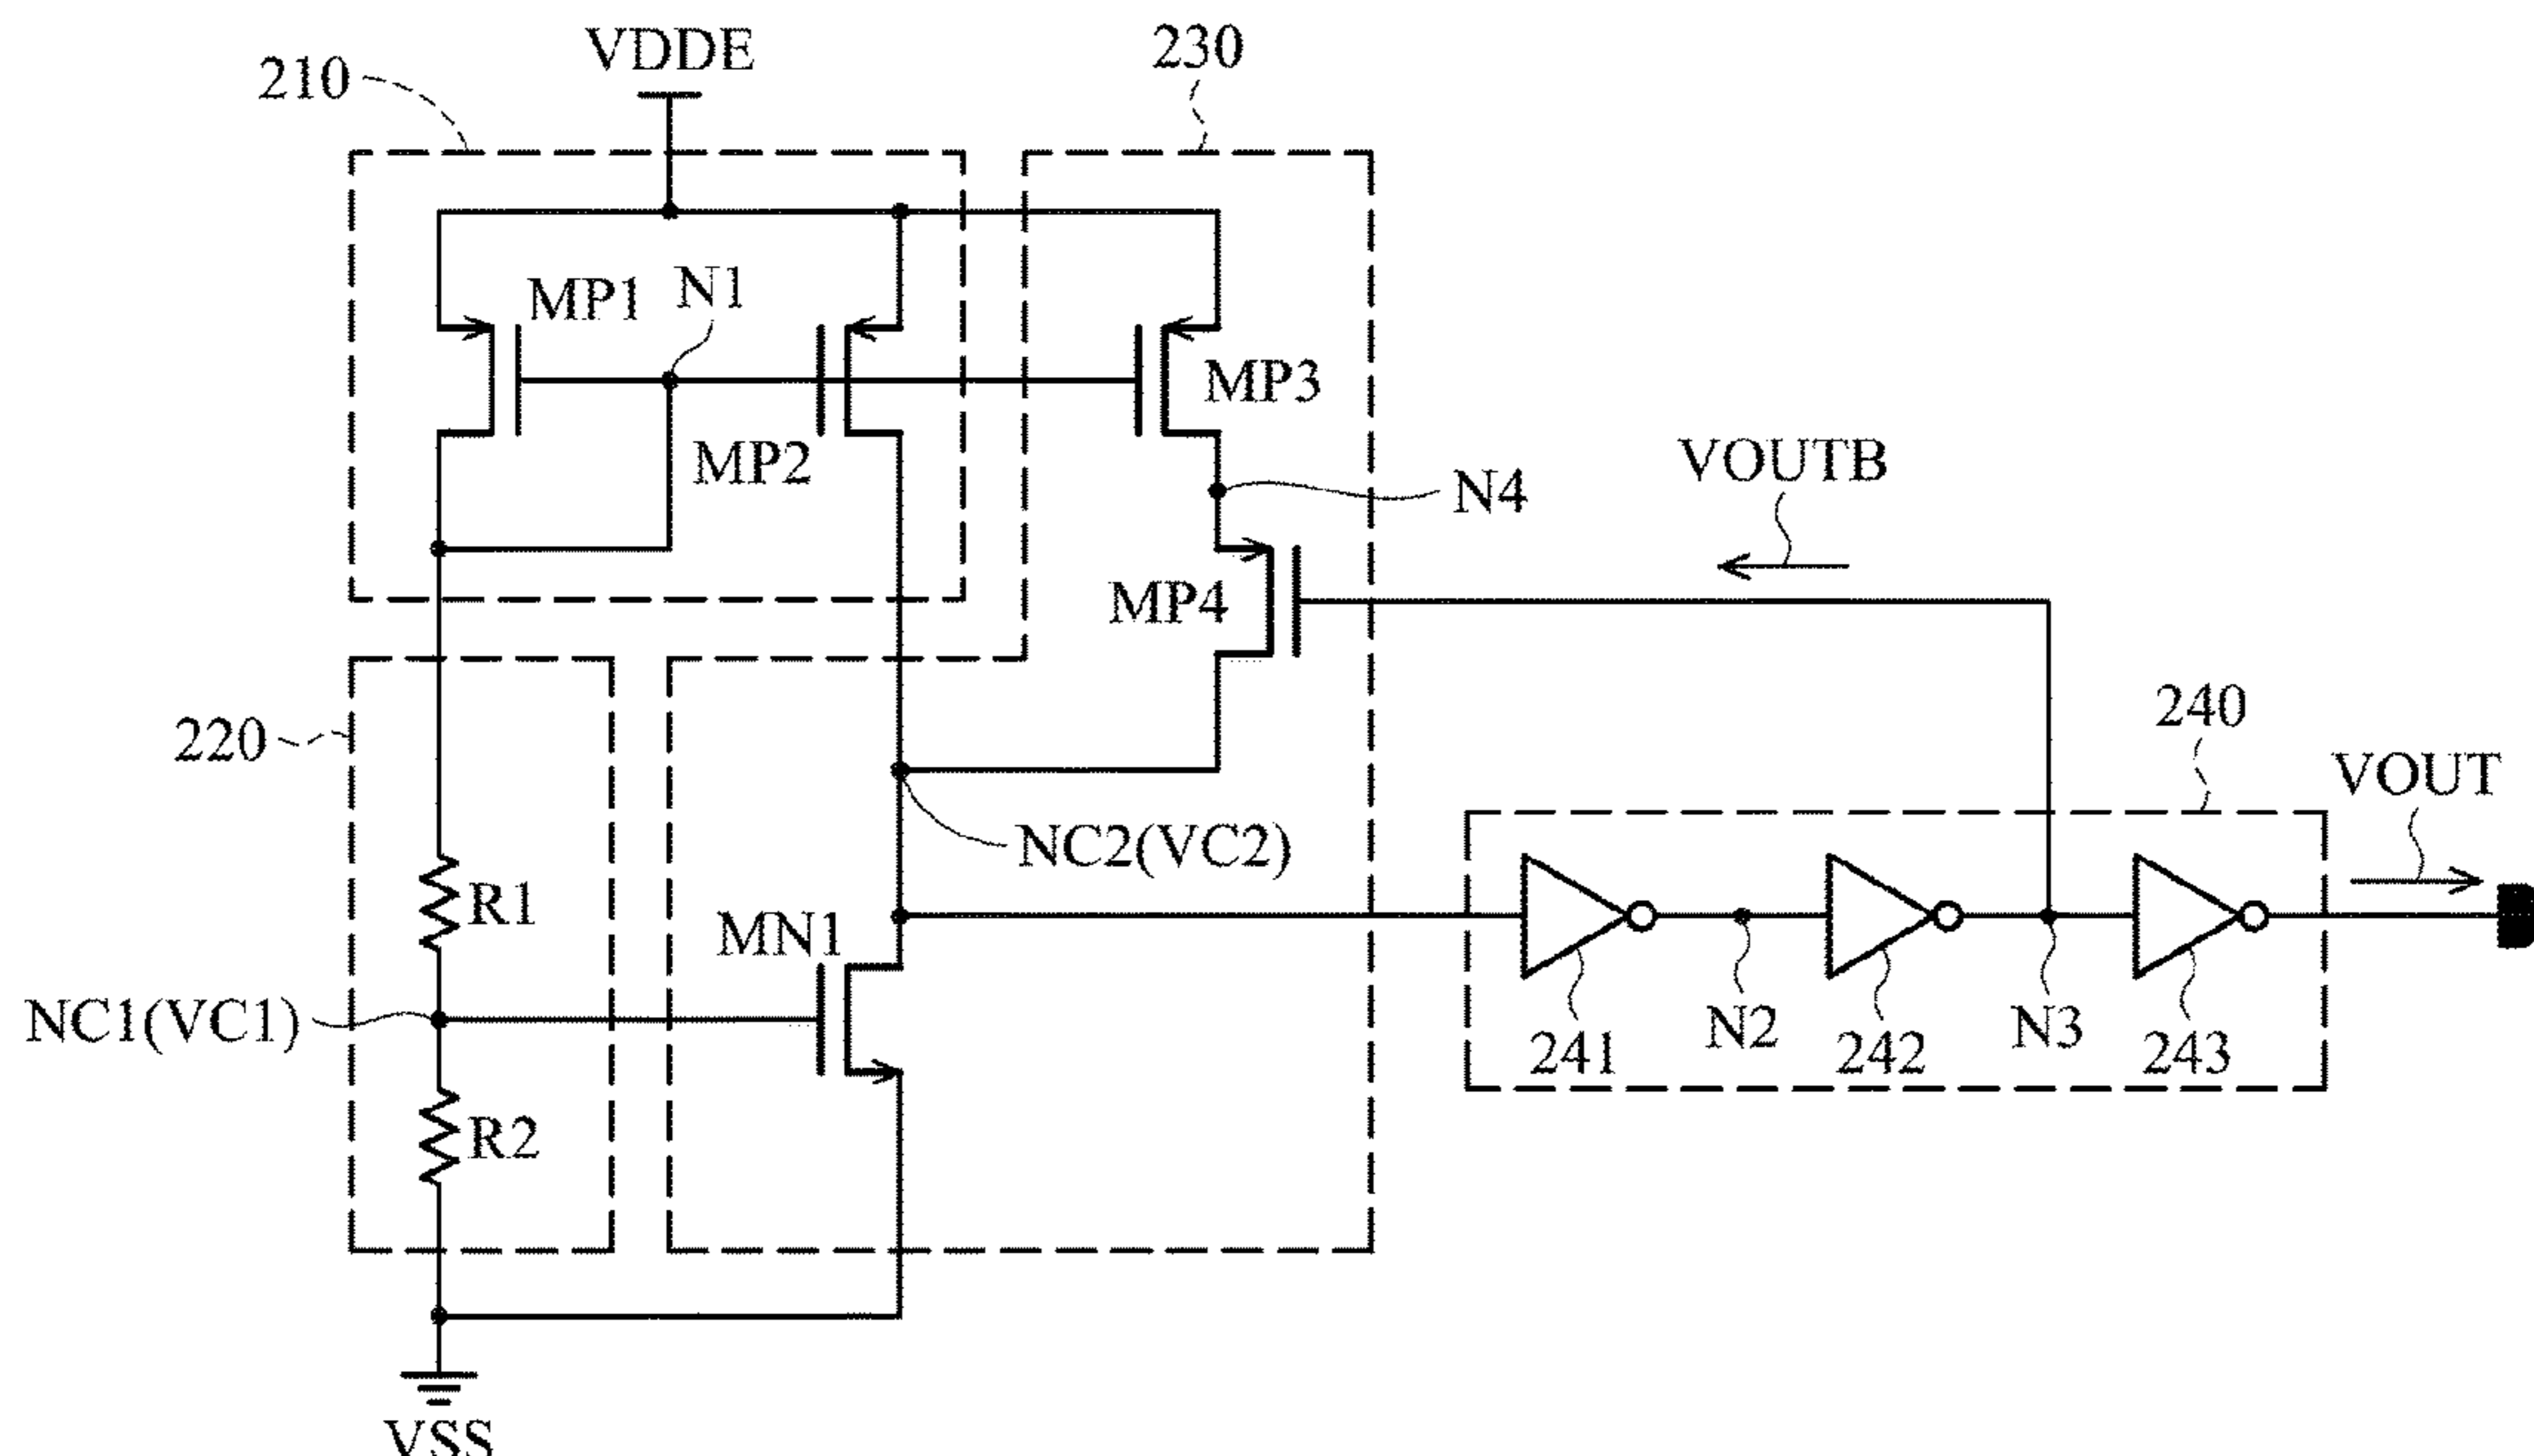 VDDE
210
230
MP1
N1
MP2
MP3
N4
VOUTB
MP4
220
240
VOUT
NC2(VC2)
R1
MN1
NC1(VC1)
241
N2
242
N3
243
R2
VSS